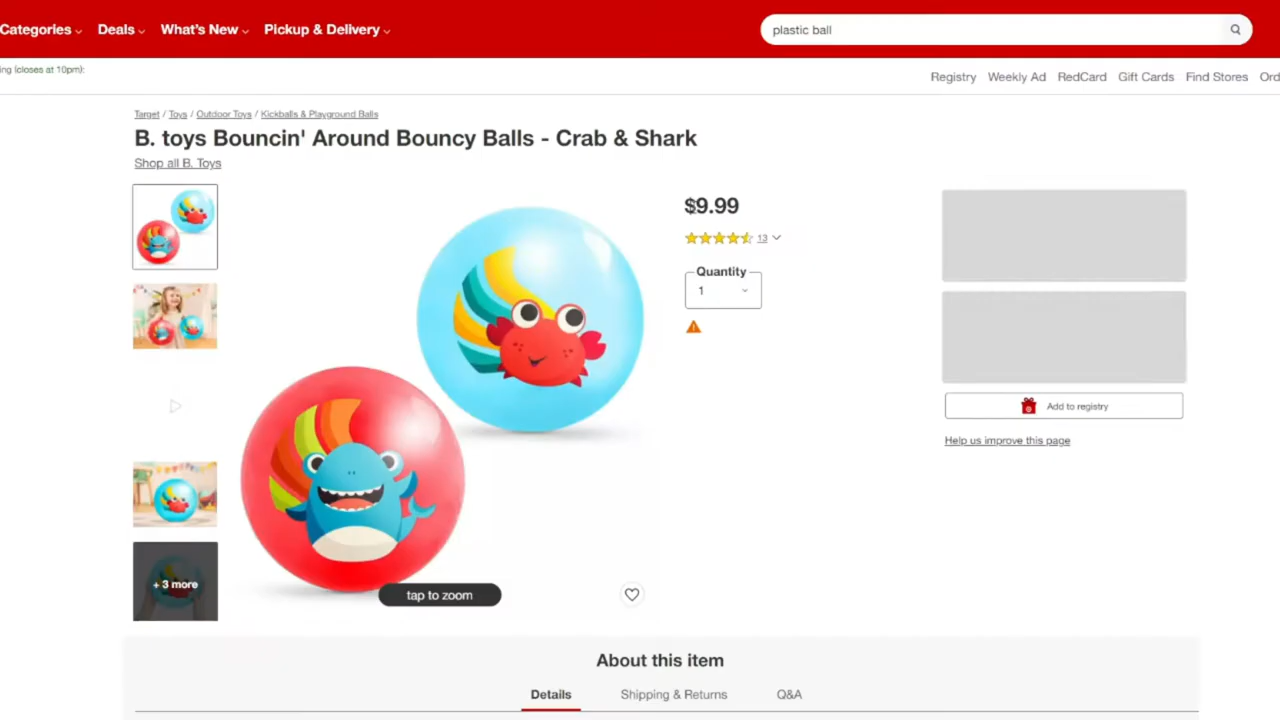 Categories Deals What's New Pickup & Delivery plastic ball
ing (closes at 10pm): Registry Weekly Ad RedCard Gift Cards Find Stores Ord
Target / Toys / Outdoor Toys / Kickballs & Playground Balls
B. toys Bouncin' Around Bouncy Balls - Crab & Shark
Shop all B. Toys
$9.99
13
Quantity
1
Add to registry
Help us improve this page
+ 3 more
tap to zoom
About this item
Details Shipping & Returns Q&A